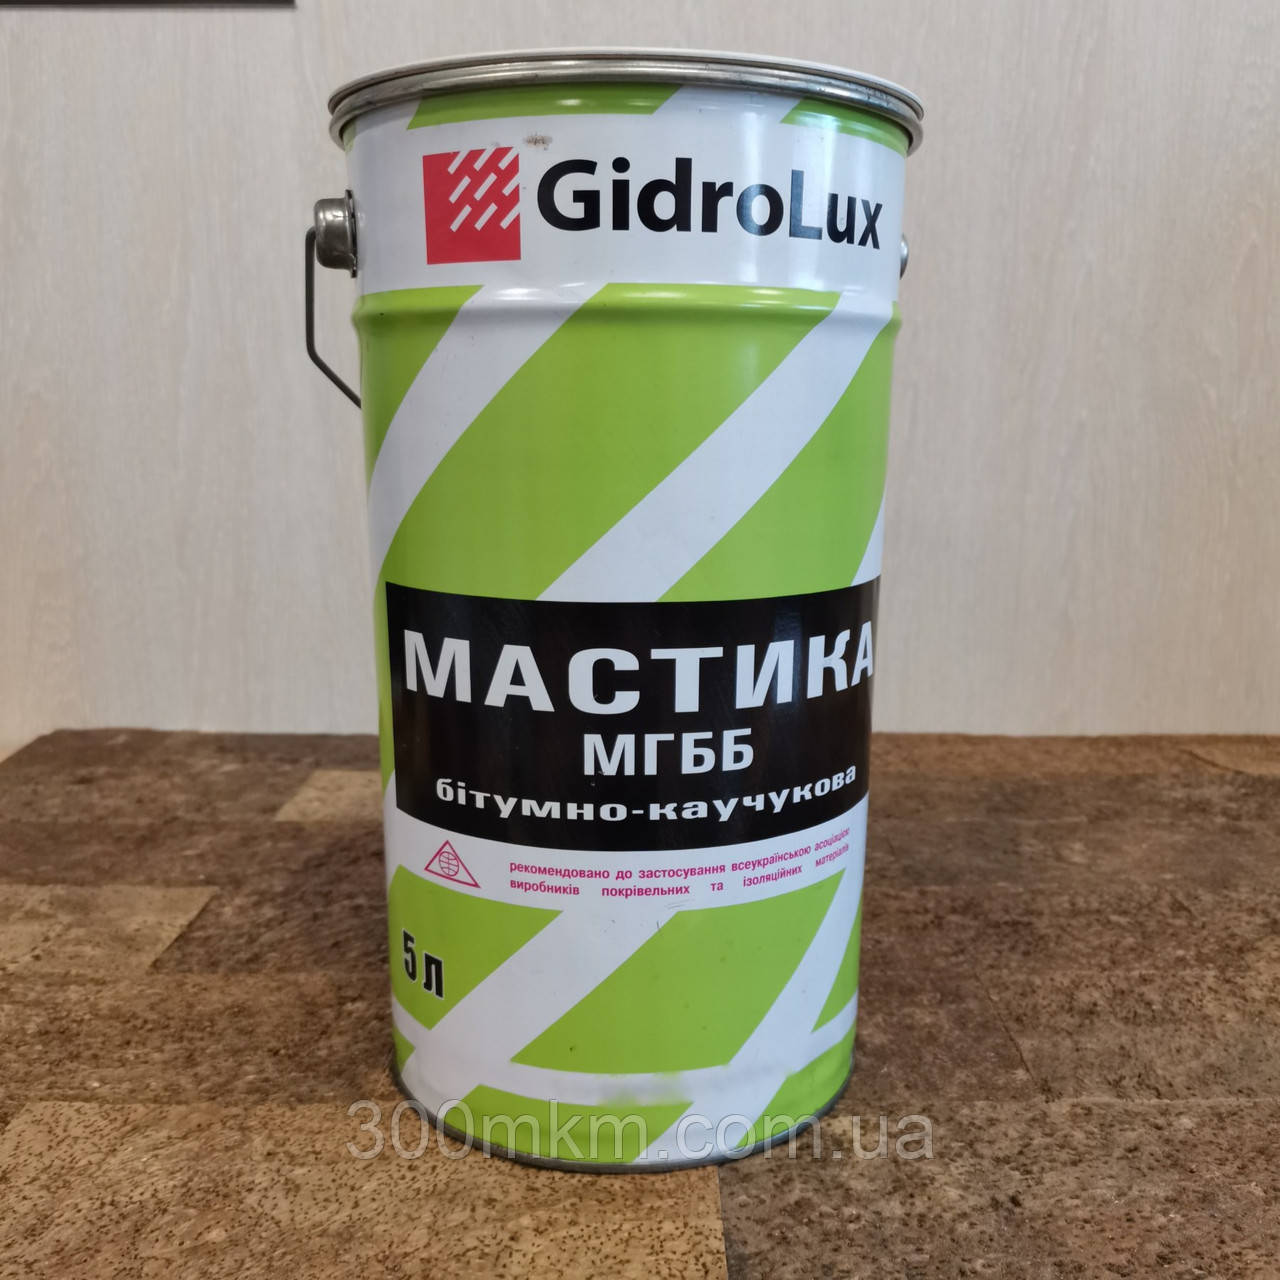 GidroLux
МАСТИКА
МГББ
бітумно-каучукова
рекомендовано до застосування всеукраїнською асоціацією
виробників покрівельних та ізоляційних матеріалів
5 л
300mkm.com.ua